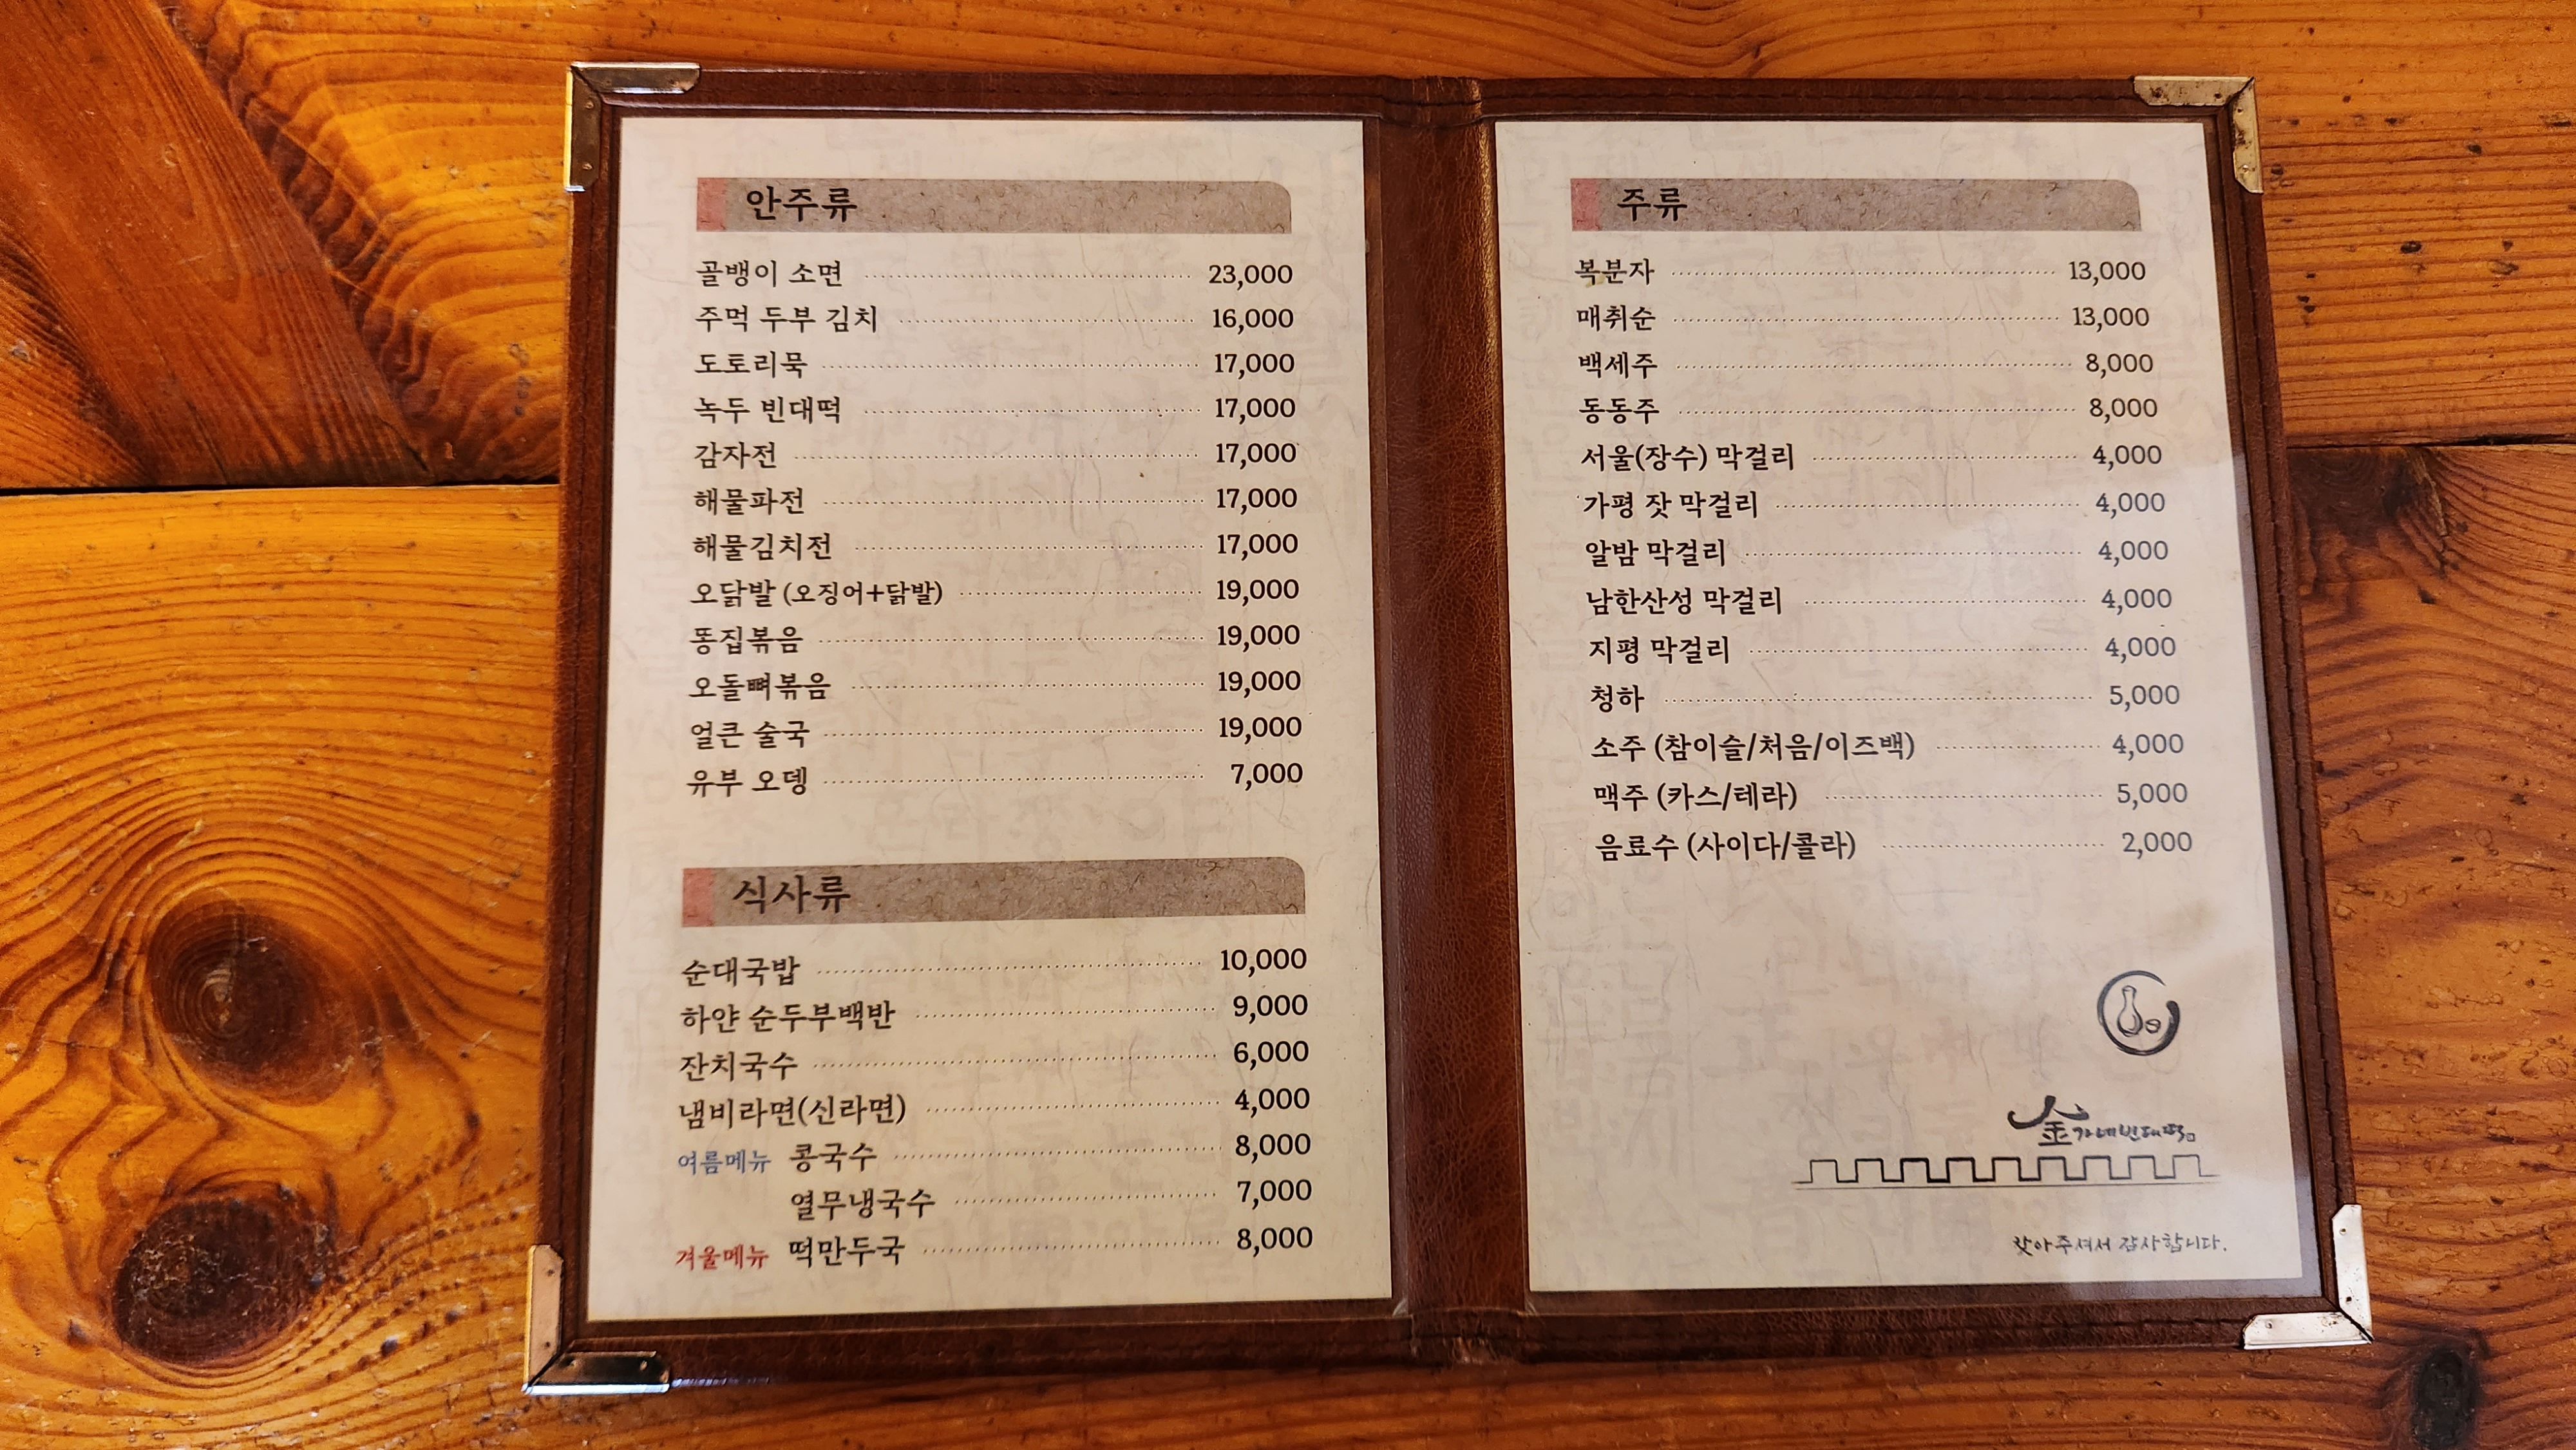 안주류
골뱅이 소면 23,000
주먹 두부 김치 16,000
도토리묵 17,000
녹두 빈대떡 17,000
감자전 17,000
해물파전 17,000
해물김치전 17,000
오닭발 (오징어+닭발) 19,000
똥집볶음 19,000
오돌뼈볶음 19,000
얼큰 술국 19,000
유부 오뎅 7,000
식사류
순대국밥 10,000
하얀 순두부백반 9,000
잔치국수 6,000
냄비라면(신라면) 4,000
여름메뉴 콩국수 8,000
열무냉국수 7,000
겨울메뉴 떡만두국 8,000
주류
복분자 13,000
매취순 13,000
백세주 8,000
동동주 8,000
서울(장수) 막걸리 4,000
가평 잣 막걸리 4,000
알밤 막걸리 4,000
남한산성 막걸리 4,000
지평 막걸리 4,000
청하 5,000
소주 (참이슬/처음/이즈백) 4,000
맥주 (카스/테라) 5,000
음료수 (사이다/콜라) 2,000
金가네빈대떡
찾아주셔서 감사합니다.